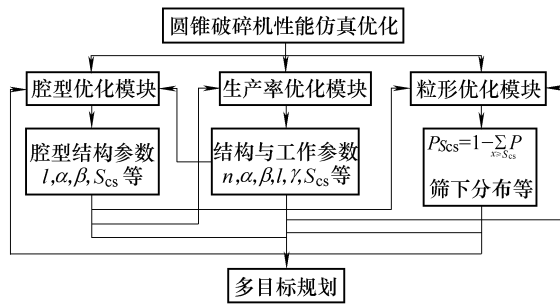 圆锥破碎机性能仿真优化
腔型优化模块
生产率优化模块
粒形优化模块
腔型结构参数
l,α,β,Scs 等
结构与工作参数
n,α,β,l,γ,Scs等
PScs=1-∑P
x≥Scs
筛下分布等
多目标规划